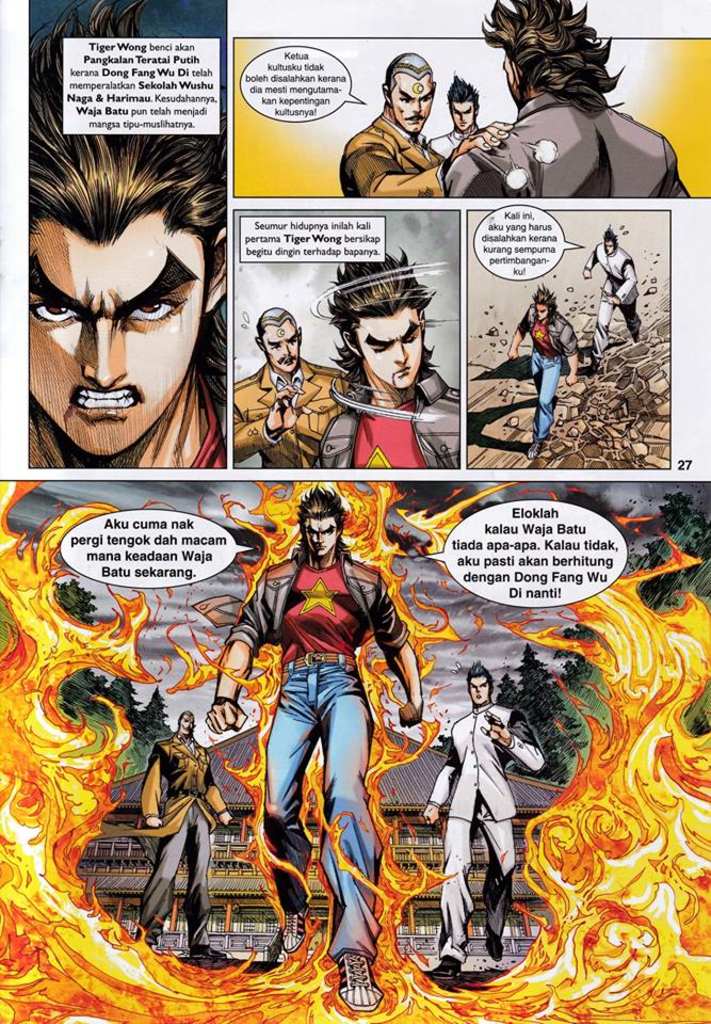 Tiger Wong benci akan
Pangkalan Teratai Putih
kerana Dong Fang Wu Di telah
memperalatkan Sekolah Wushu
Naga & Harimau. Kesudahannya,
Waja Batu pun telah menjadi
mangsa tipu-muslihatnya.
Ketua
kultusku tidak
boleh disalahkan kerana
dia mesti mengutama-
kan kepentingan
kultusnya!
Seumur hidupnya inilah kali
pertama Tiger Wong bersikap
begitu dingin terhadap bapanya.
Kali ini,
aku yang harus
disalahkan kerana
kurang sempurna
pertimbangan-
ku!
27
Aku cuma nak
pergi tengok dah macam
mana keadaan Waja
Batu sekarang.
Eloklah
kalau Waja Batu
tiada apa-apa. Kalau tidak,
aku pasti akan berhitung
dengan Dong Fang Wu
Di nanti!